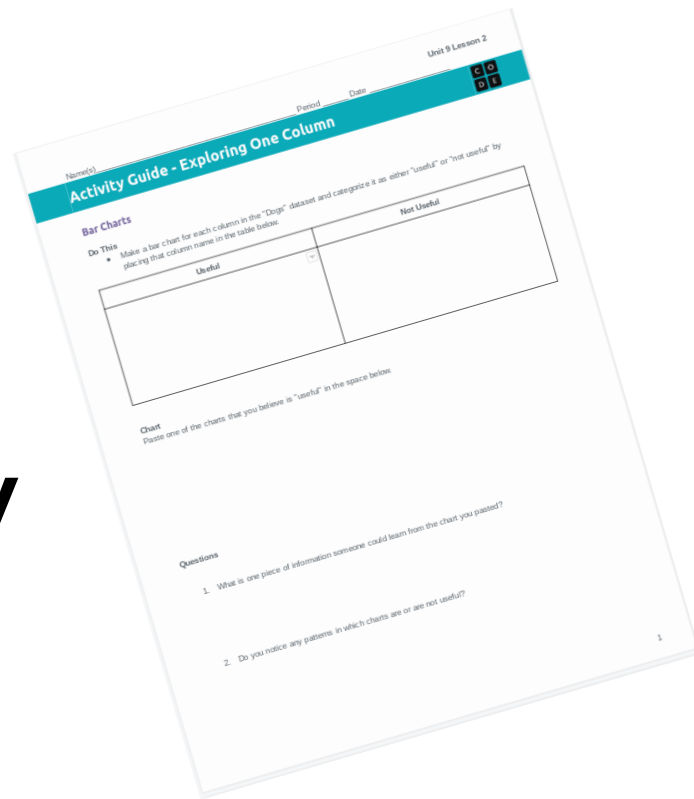 Unit 9 Lesson 2
Name(s) Period Date
Activity Guide - Exploring One Column
C O
D E
Bar Charts
Do This
● Make a bar chart for each column in the "Dogs" dataset and categorize it as either "useful" or "not useful" by
placing that column name in the table below.
Useful Not Useful
Chart
Paste one of the charts that you believe is "useful" in the space below.
Questions
1. What is one piece of information someone could learn from the chart you pasted?
2. Do you notice any patterns in which charts are or are not useful?
1
y